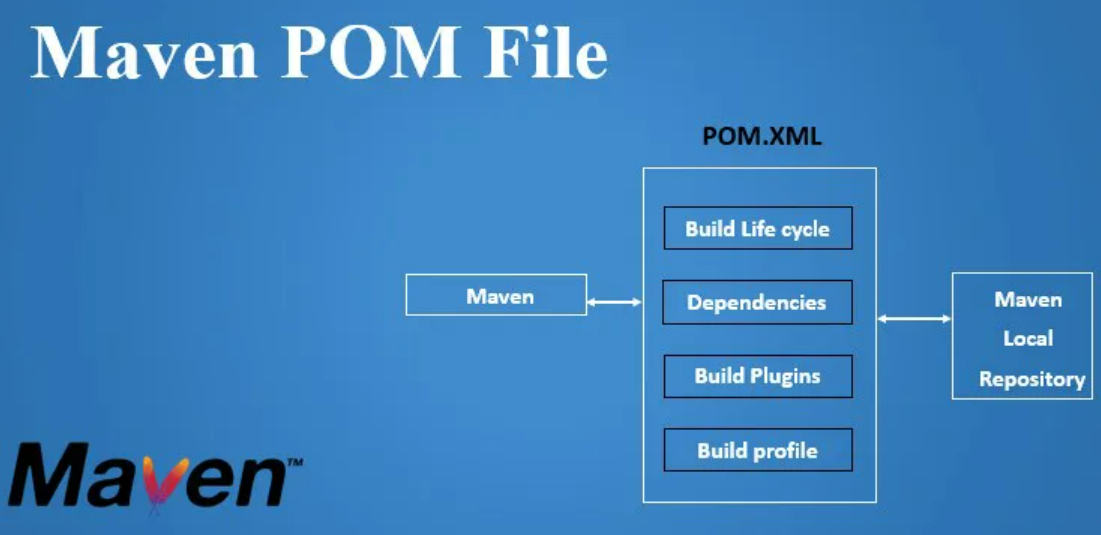 Maven POM File
POM.XML
Build Life cycle
Maven
Dependencies
Build Plugins
Build profile
Maven
Local
Repository
Maven™